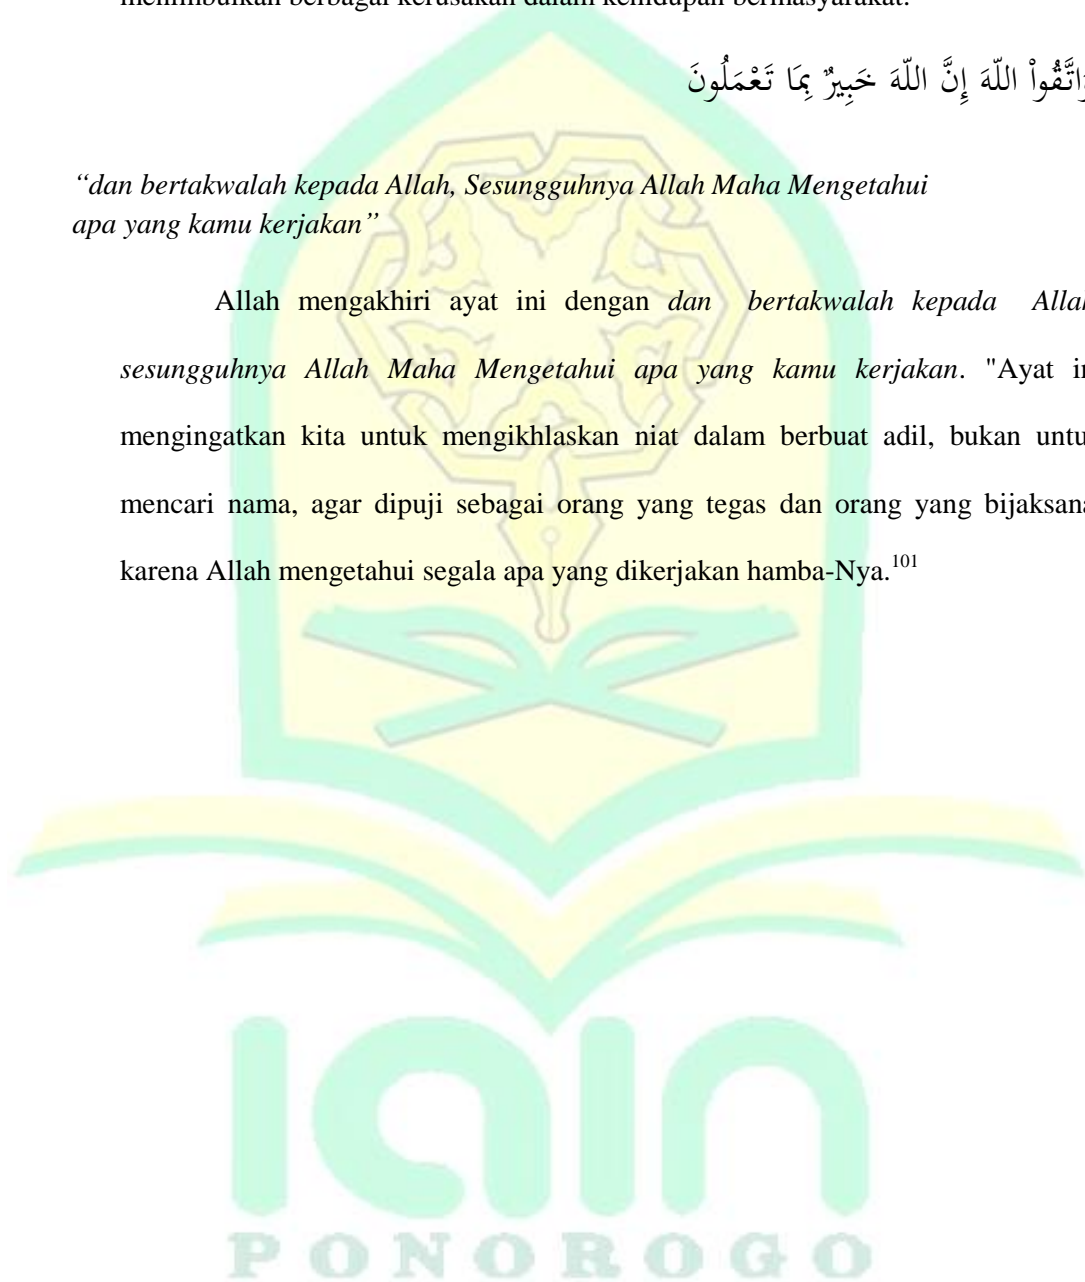 berbagai kerusakan dalam kehidupan bermasyarakat.
اتَّقُواْ اللّهَ إِنَّ اللّهَ خَبِيرٌ بِمَا تَعْمَلُونَ
“dan bertakwalah kepada Allah, Sesungguhnya Allah Maha Mengetahui
apa yang kamu kerjakan”
Allah mengakhiri ayat ini dengan dan bertakwalah kepada Allah
sesungguhnya Allah Maha Mengetahui apa yang kamu kerjakan. "Ayat in
mengingatkan kita untuk mengikhlaskan niat dalam berbuat adil, bukan untu
mencari nama, agar dipuji sebagai orang yang tegas dan orang yang bijaksana
karena Allah mengetahui segala apa yang dikerjakan hamba-Nya.101
IAIN
PONOROGO